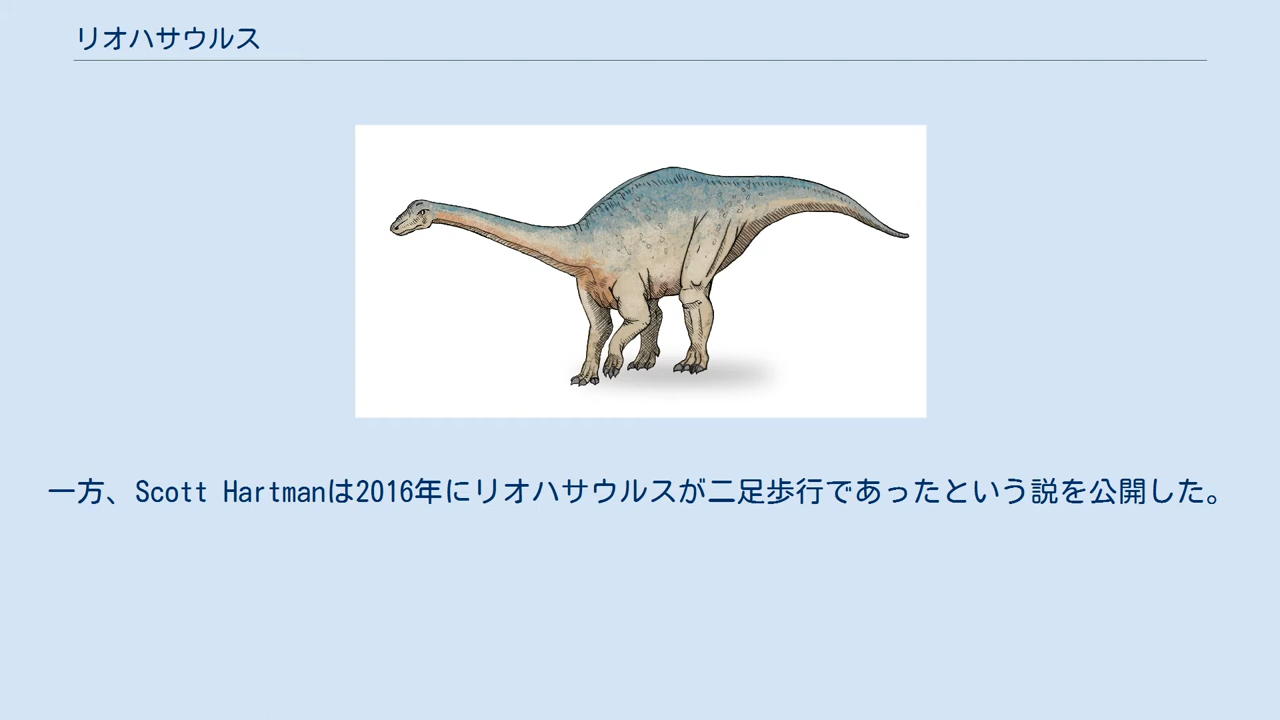 リオハサウルス
一方、Scott Hartmanは2016年にリオハサウルスが二足歩行であったという説を公開した。